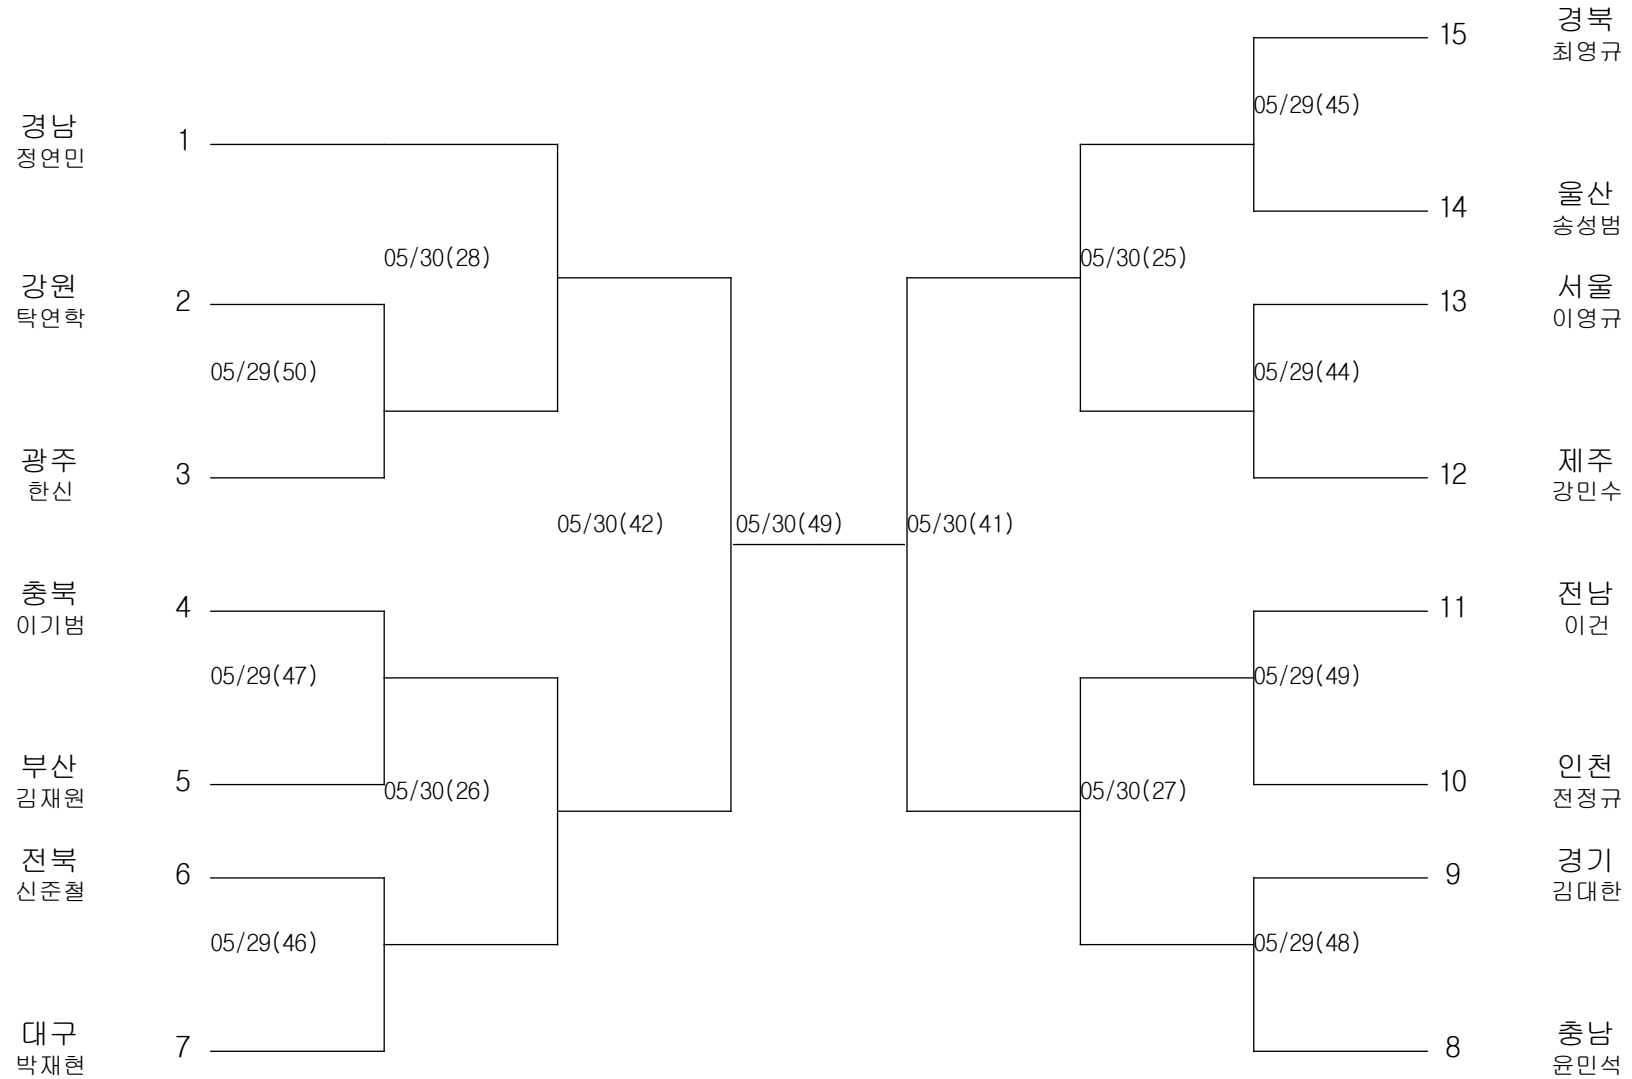 경북
15
최영규
05/29(45)
경남
1
정연민
울산
14
송성범
05/30(28)
05/30(25)
강원
2
탁연학
서울
13
이영규
05/29(50)
05/29(44)
광주
3
한신
제주
12
강민수
05/30(42)
05/30(49)
05/30(41)
충북
4
이기범
전남
11
이건
05/29(47)
05/29(49)
부산
5
김재원
05/30(26)
05/30(27)
인천
10
전정규
전북
6
신준철
경기
9
김대한
05/29(46)
05/29(48)
대구
7
박재현
충남
8
윤민석